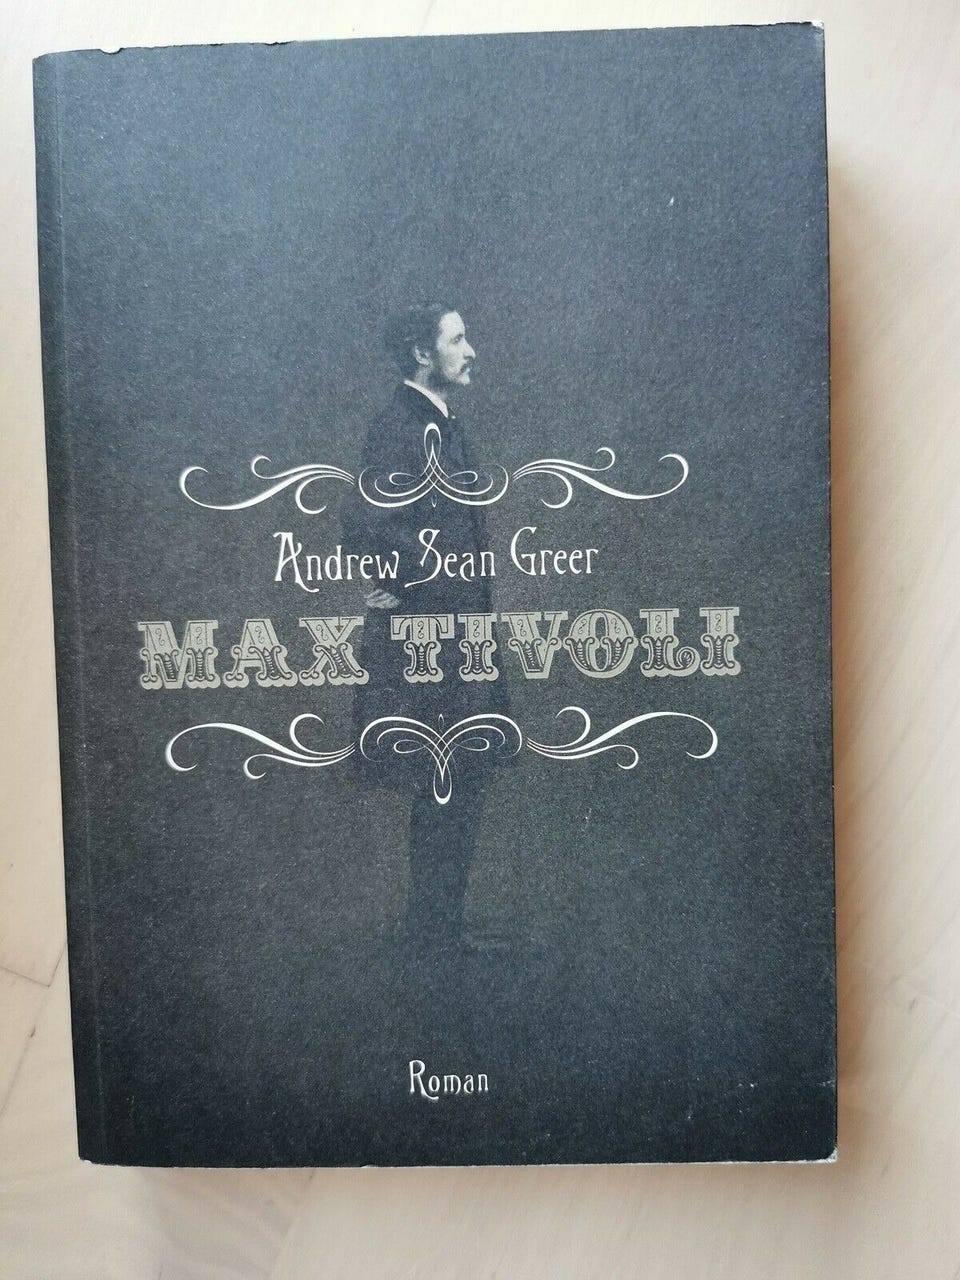 Andrew Sean Greer
MAX TIVOLI
Roman